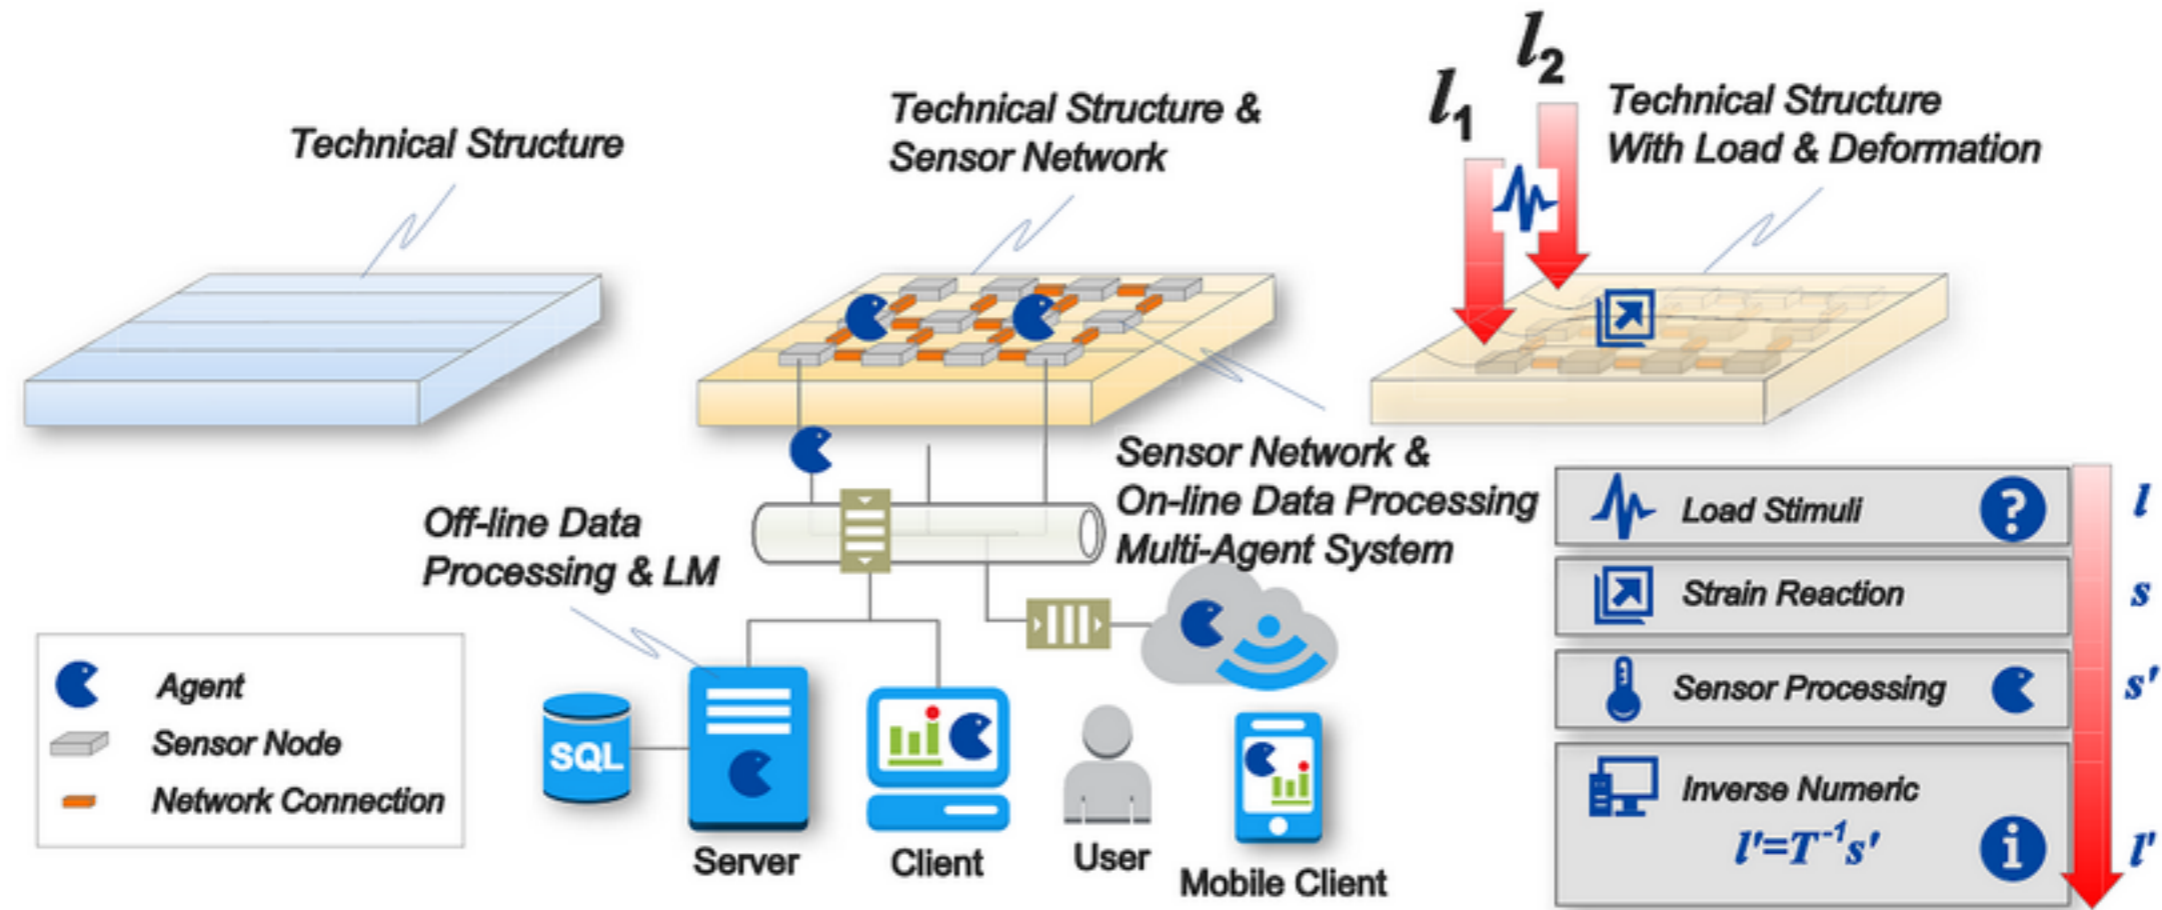 Technical Structure
Technical Structure &
Sensor Network
l1
l2
Technical Structure
With Load & Deformation
Sensor Network &
On-line Data Processing
Multi-Agent System
Off-line Data
Processing & LM
Agent
Sensor Node
Network Connection
SQL
Server
Client
User
Mobile Client
Load Stimuli ? l
Strain Reaction s
Sensor Processing s'
Inverse Numeric
l'=T⁻¹s' i l'